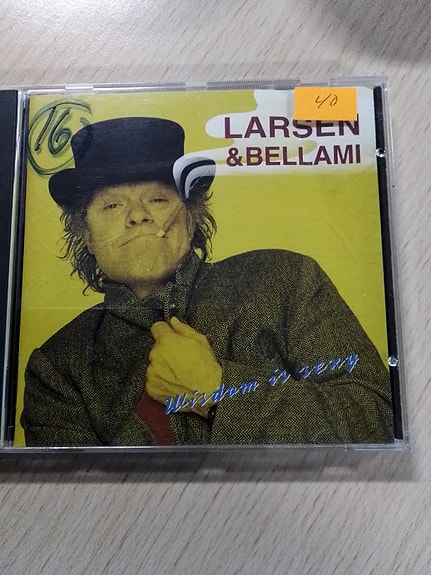 16
40
LARSEN
& BELLAMI
Wisdom is sexy